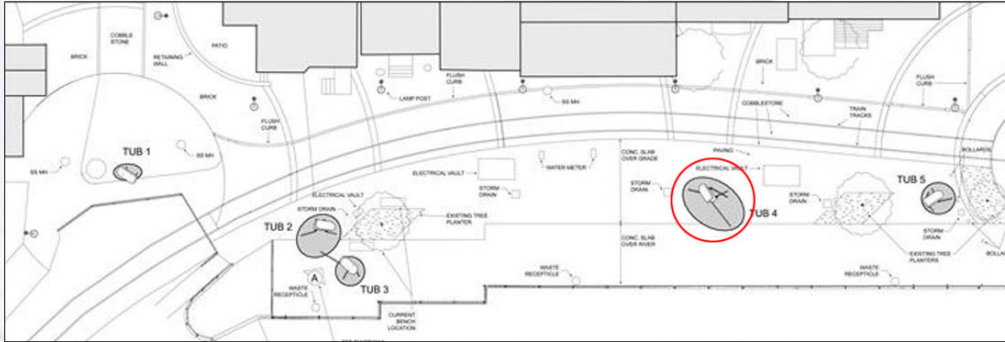 COBBLE
STONE
BRICK
RETAINING
WALL
PATIO
BRICK
FLUSH
CURB
TUB 1
SS MH
SS MH
LAMP POST
FLUSH
CURB
SS MH
BRICK
COBBLESTONE
TRAIN
TRACKS
FLUSH
CURB
BOLLARDS
ELECTRICAL VAULT
WATER METER
STORM
DRAIN
CONC. SLAB
OVER GRADE
PAVING
ELECTRICAL VAULT
STORM
DRAIN
TUB 4
STORM
DRAIN
TUB 5
STORM
DRAIN
ELECTRICAL VAULT
STORM DRAIN
TUB 2
EXISTING TREE
PLANTER
TUB 3
A
WASTE
RECEPTICLE
CURRENT
BENCH
LOCATION
CONC. SLAB
OVER RIVER
WASTE
RECEPTICLE
WASTE
RECEPTICLE
EXISTING TREE
PLANTERS
BOLLA